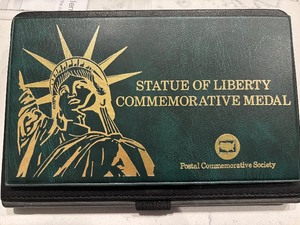 STATUE OF LIBERTY
COMMEMORATIVE MEDAL
Postal Commemorative Society